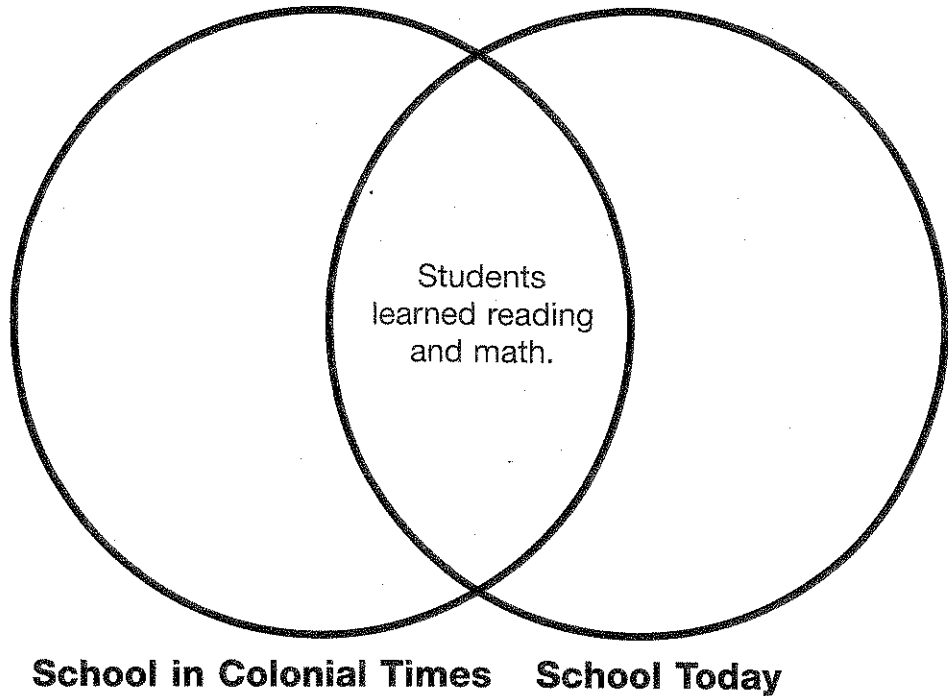 Students
learned reading
and math.
School in Colonial Times School Today